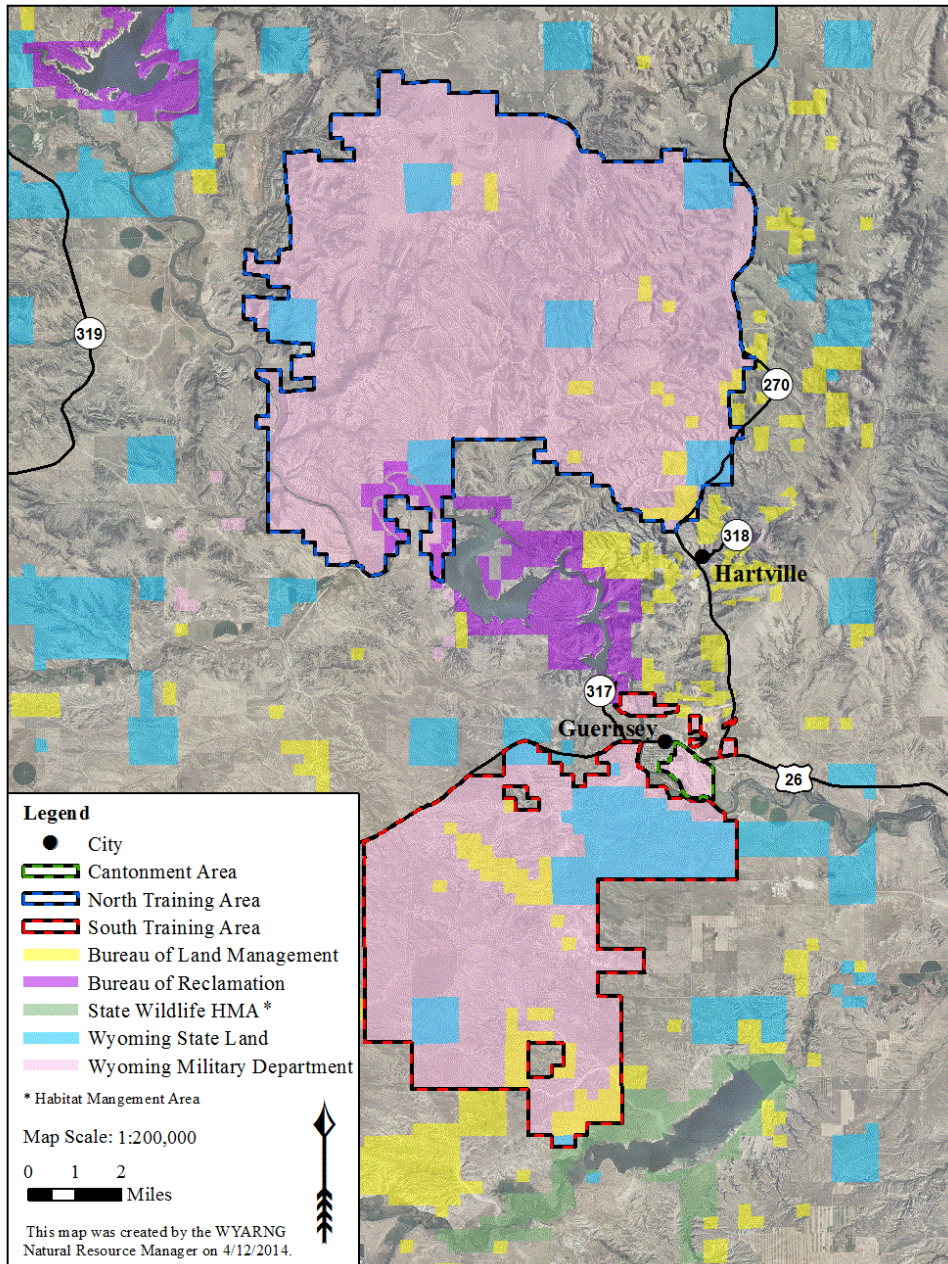 319
270
318
Hartville
317
Guernsey
26
Legend
City
Cantonment Area
North Training Area
South Training Area
Bureau of Land Management
Bureau of Reclamation
State Wildlife HMA *
Wyoming State Land
Wyoming Military Department
* Habitat Mangement Area
Map Scale: 1:200,000
0 1 2
Miles
This map was created by the WYARNG
Natural Resource Manager on 4/12/2014.